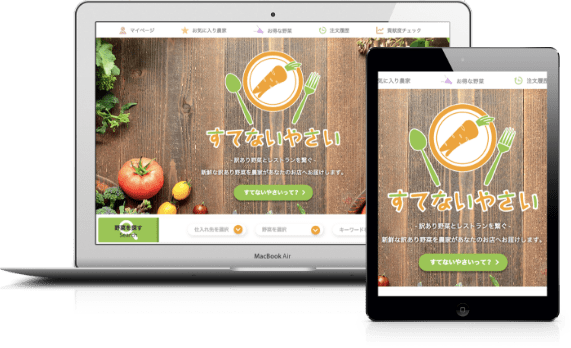 マイページ
お気に入り農家
お得な野菜
注文履歴
貢献度チェック
すてないやさい
- 訳あり野菜とレストランを繋ぐ -
新鮮な訳あり野菜を農家があなたのお店へお届けします。
すてないやさいって？
野菜を探す
Search
仕入れ先を選択
野菜を選択
キーワード
MacBook Air
気に入り農家
お得な野菜
注文履歴
すてないやさい
- 訳あり野菜とレストランを繋ぐ -
新鮮な訳あり野菜を農家があなたのお店へお届けします。
すてないやさいって？